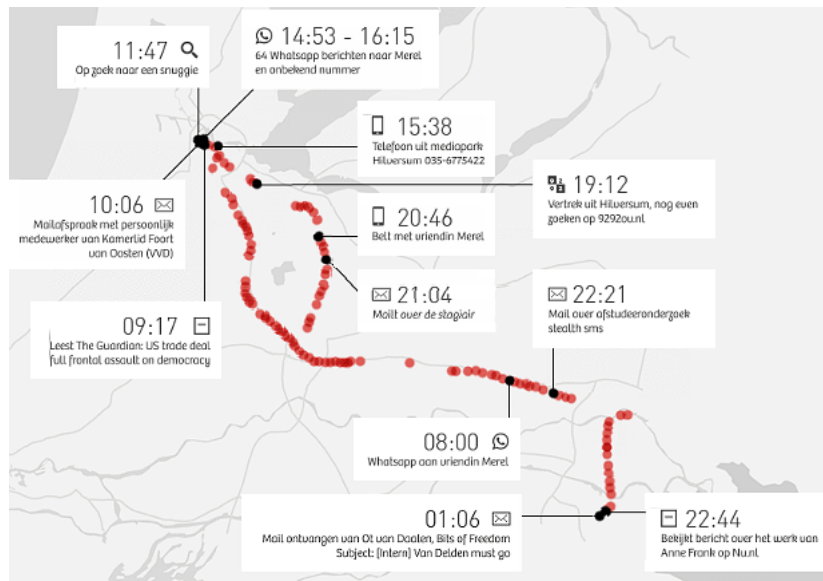 11:47
Op zoek naar een snuggie
14:53 - 16:15
64 Whatsapp berichten naar Merel
en onbekend nummer
15:38
Telefoon uit mediapark
Hilversum 035-6775422
10:06
Mailafspraak met persoonlijk
medewerker van Kamerlid Foort
van Oosten (VVD)
19:12
Vertrek uit Hilversum, nog even
zoeken op 9292ov.nl
20:46
Belt met vriendin Merel
21:04
Mailt over de stagiair
22:21
Mail over afstudeeronderzoek
stealth sms
09:17
Leest The Guardian: US trade deal
full frontal assault on democracy
08:00
Whatsapp aan vriendin Merel
01:06
Mail ontvangen van Ot van Daalen, Bits of Freedom
Subject: [Intern] Van Delden must go
22:44
Bekijkt bericht over het werk van
Anne Frank op Nu.nl